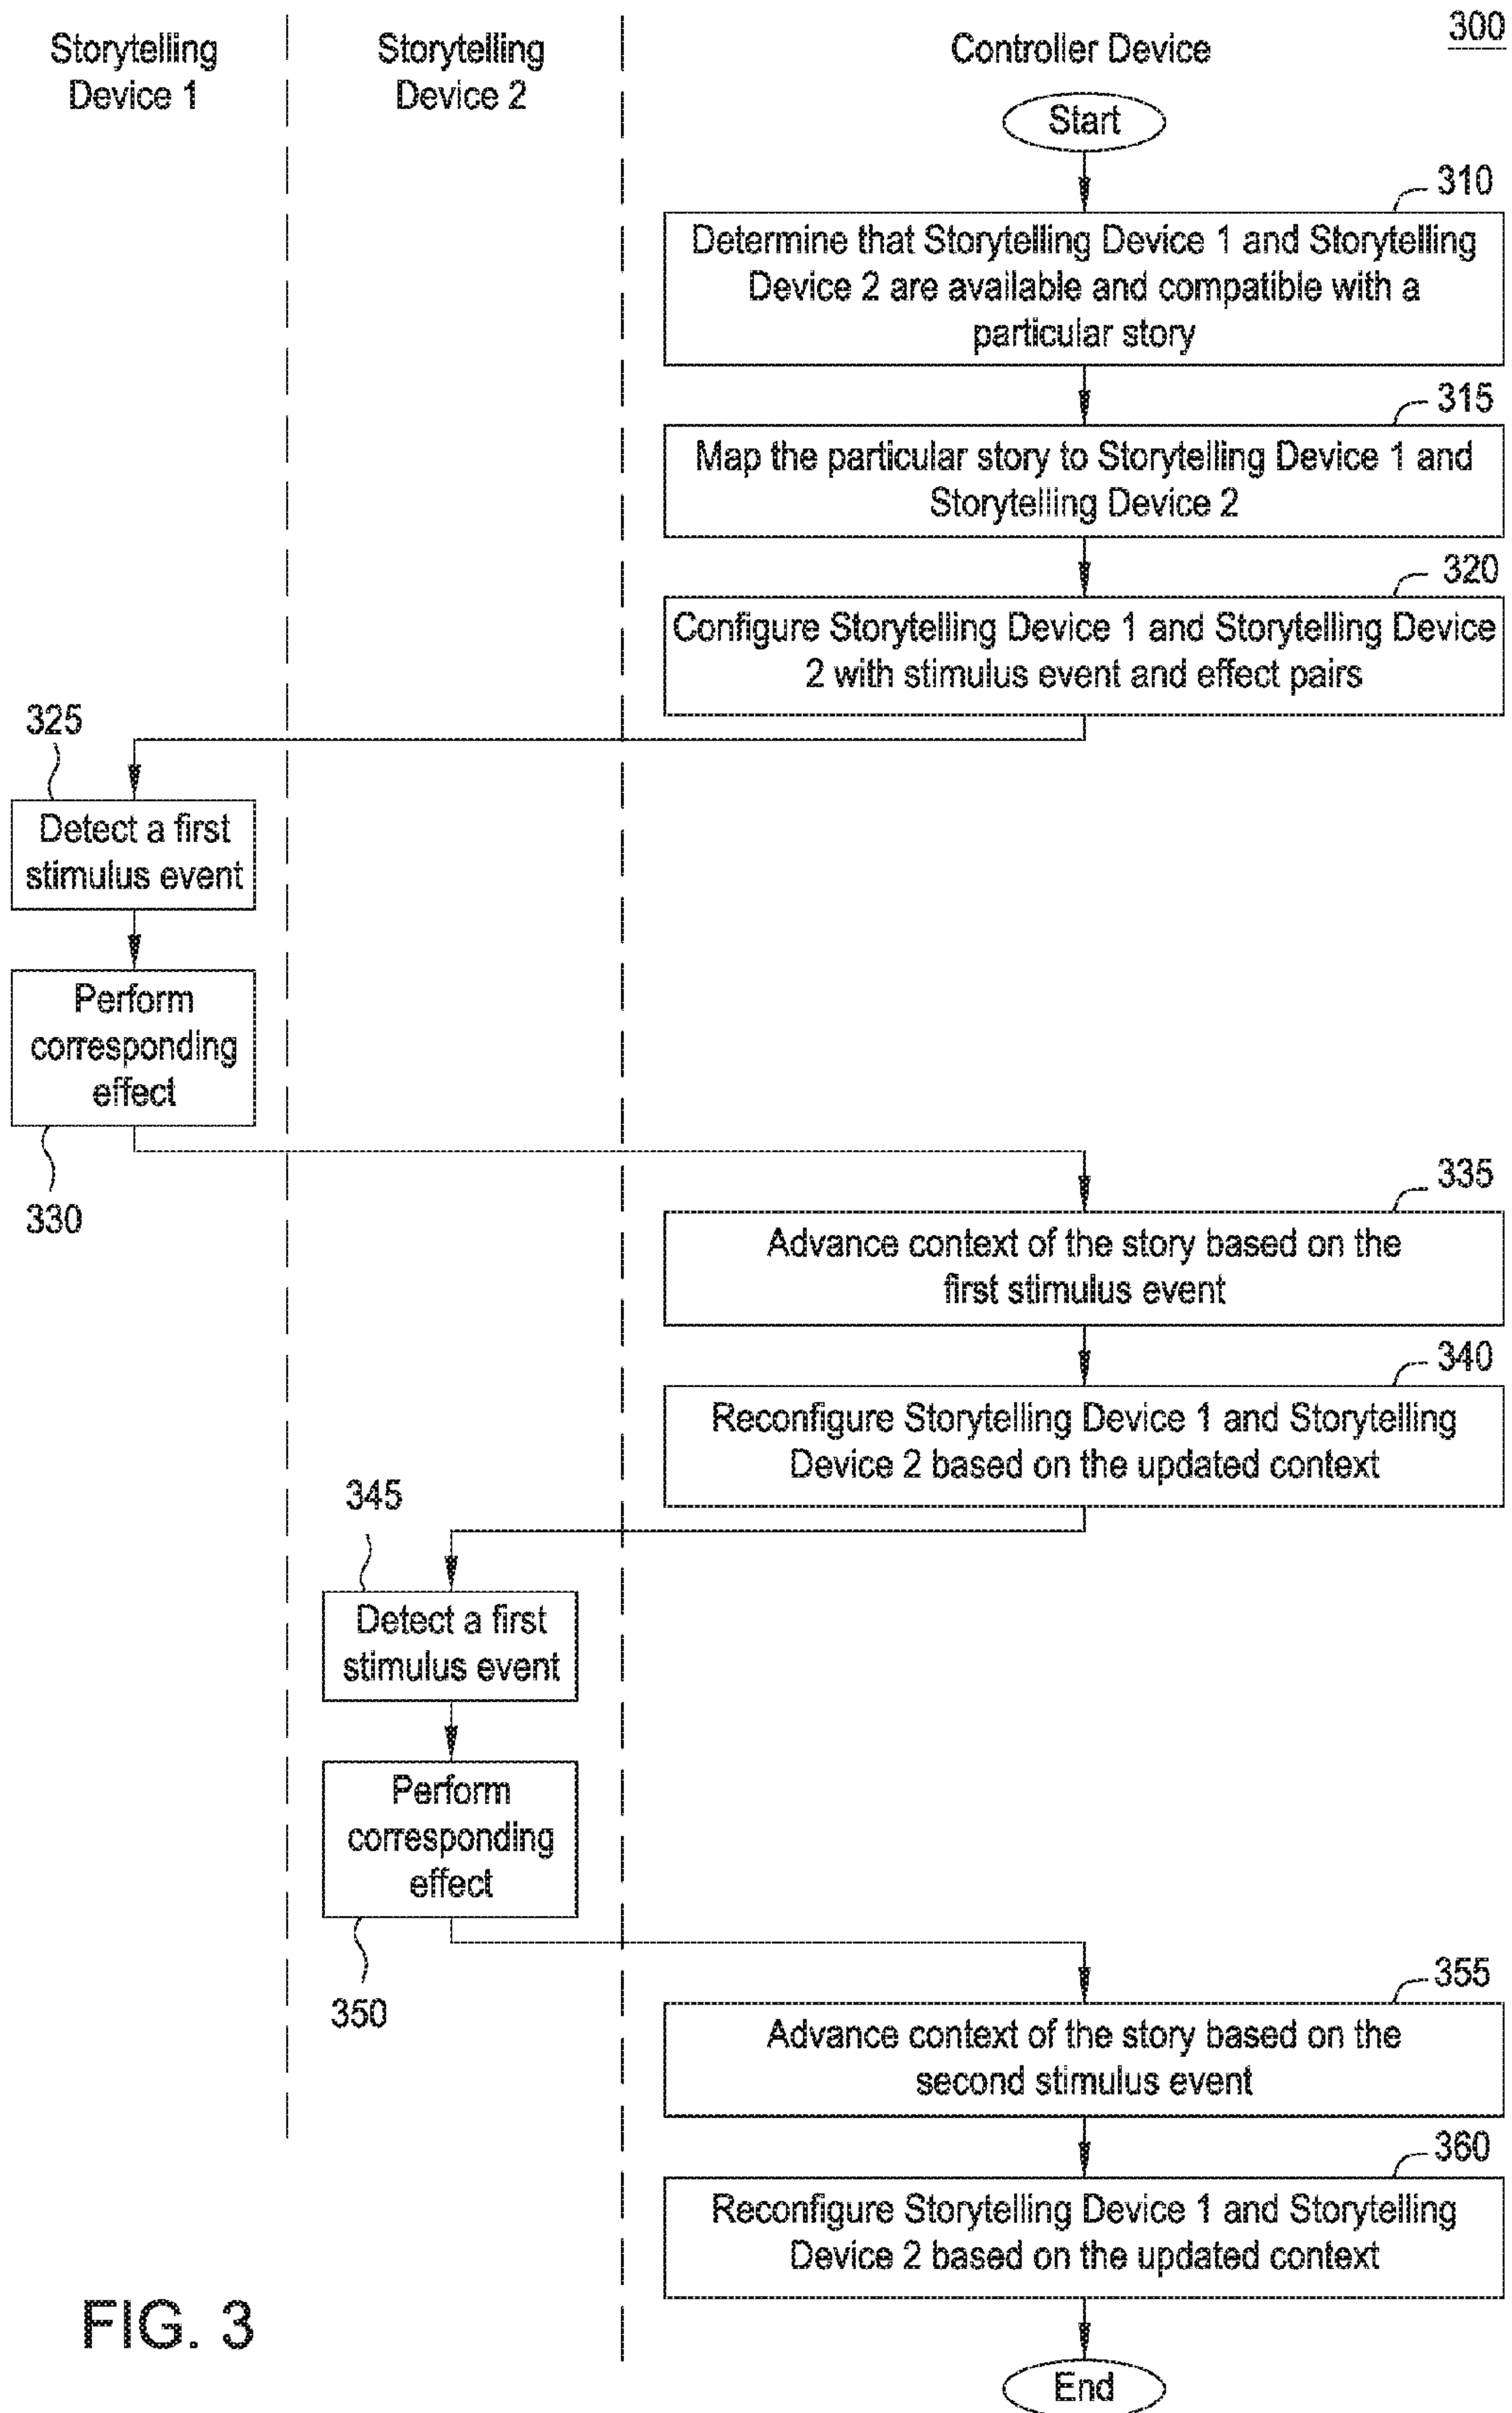 300
Storytelling
Device 1
Storytelling
Device 2
Controller Device
Start
310
Determine that Storytelling Device 1 and Storytelling
Device 2 are available and compatible with a
particular story
315
Map the particular story to Storytelling Device 1 and
Storytelling Device 2
320
Configure Storytelling Device 1 and Storytelling Device
2 with stimulus event and effect pairs
325
Detect a first
stimulus event
Perform
corresponding
effect
330
335
Advance context of the story based on the
first stimulus event
340
Reconfigure Storytelling Device 1 and Storytelling
Device 2 based on the updated context
345
Detect a first
stimulus event
Perform
corresponding
effect
350
355
Advance context of the story based on the
second stimulus event
360
Reconfigure Storytelling Device 1 and Storytelling
Device 2 based on the updated context
End
FIG. 3